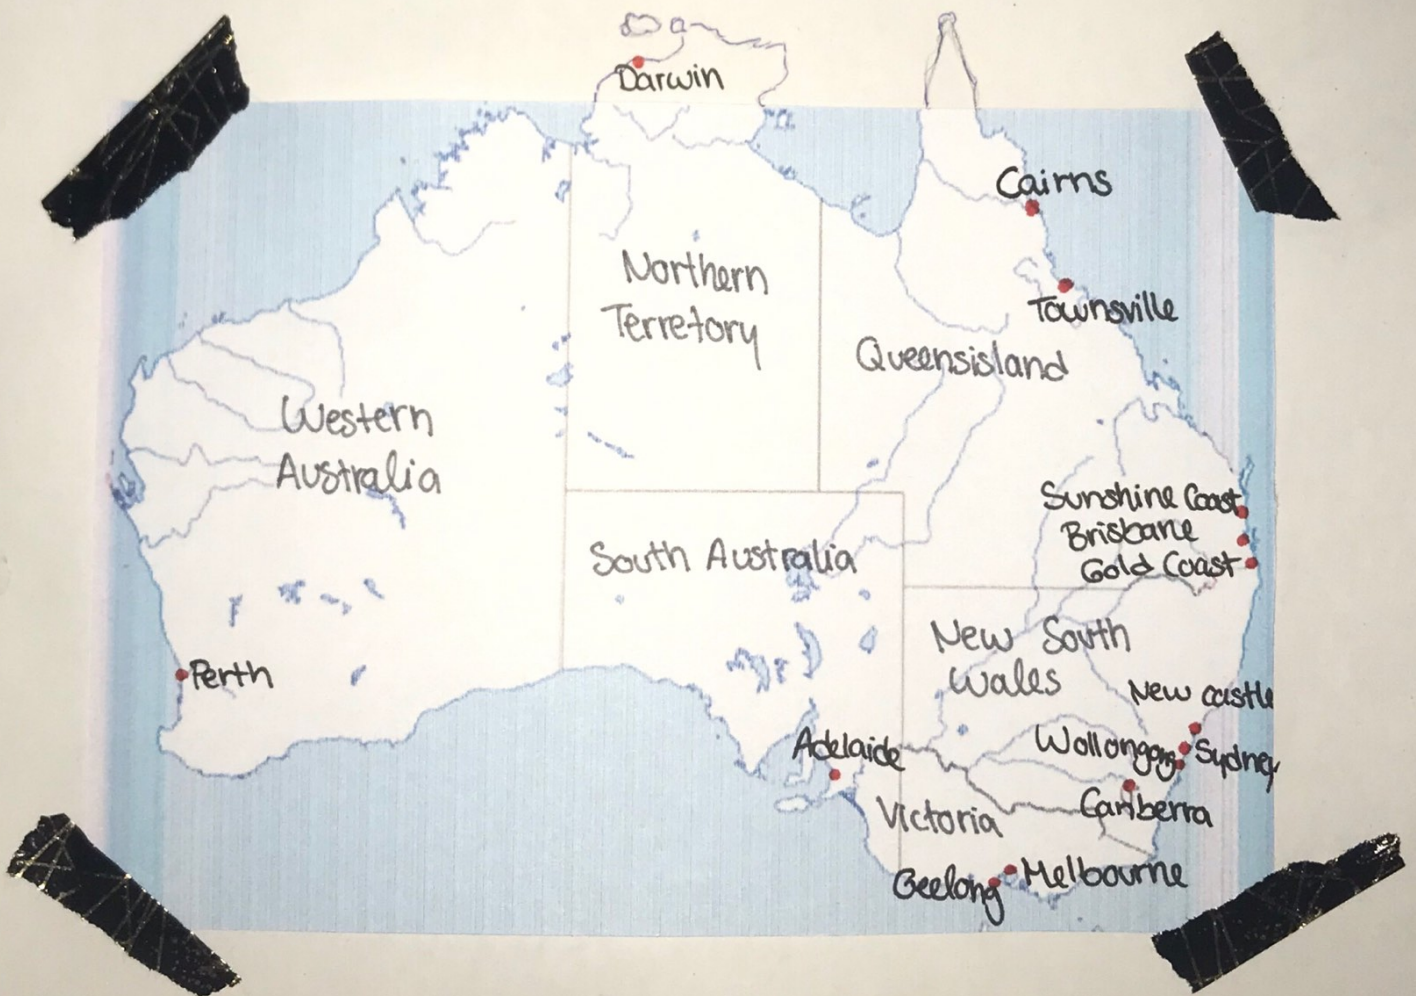 Darwin
Cairns
Northern
Terretory
Townsville
Queensisland
Western
Australia
Sunshine Coast
Brisbane
Gold Coast
South Australia
New South
Wales
Perth
New castle
Adelaide
Wollongong
Sydney
Canberra
Victoria
Geelong
Melbourne